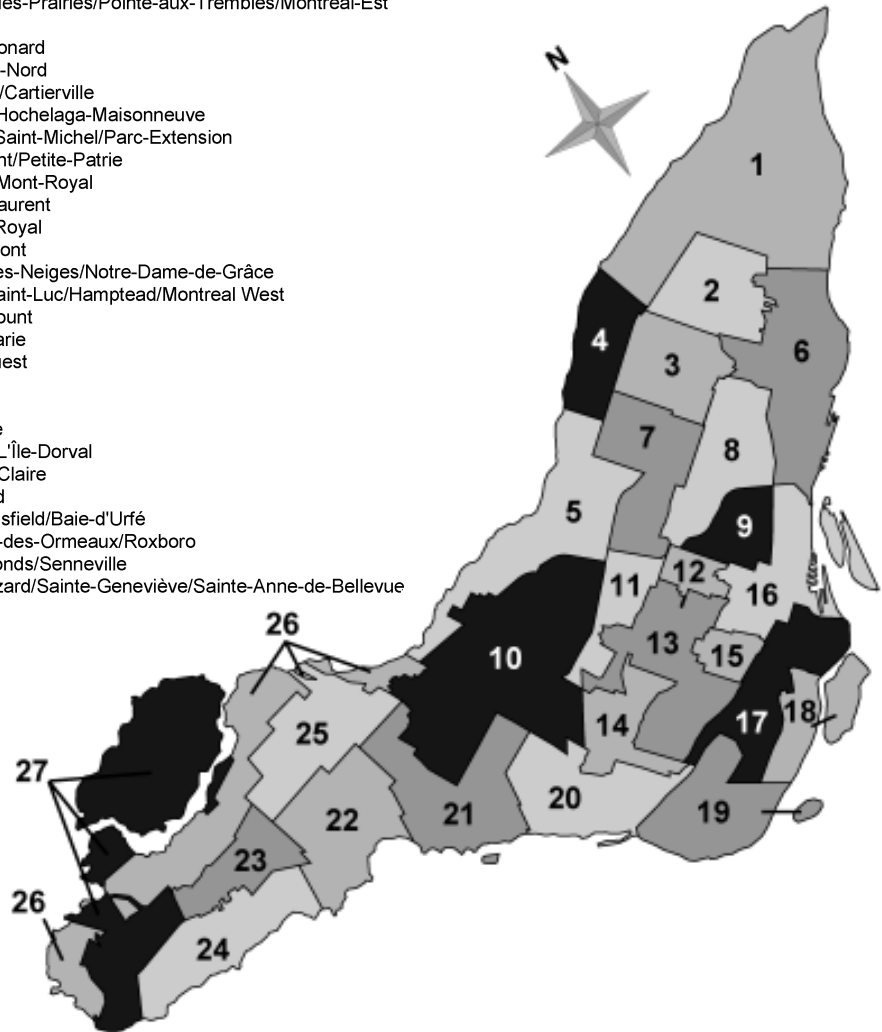 les-Prairies/Pointe-aux-Trembles/Montréal-Est
onard
-Nord
/Cartierville
Hochelaga-Maisonneuve
Saint-Michel/Parc-Extension
nt/Petite-Patrie
Mont-Royal
aurent
Royal
ont
es-Neiges/Notre-Dame-de-Grâce
aint-Luc/Hamptead/Montreal West
ount
arie
uest
e
L'Île-Dorval
Claire
d
sfield/Baie-d'Urfé
-des-Ormeaux/Roxboro
onds/Senneville
zard/Sainte-Geneviève/Sainte-Anne-de-Bellevue
N
1
2
3
4
5
6
7
8
9
10
11
12
13
14
15
16
17
18
19
20
21
22
23
24
25
26
27
26